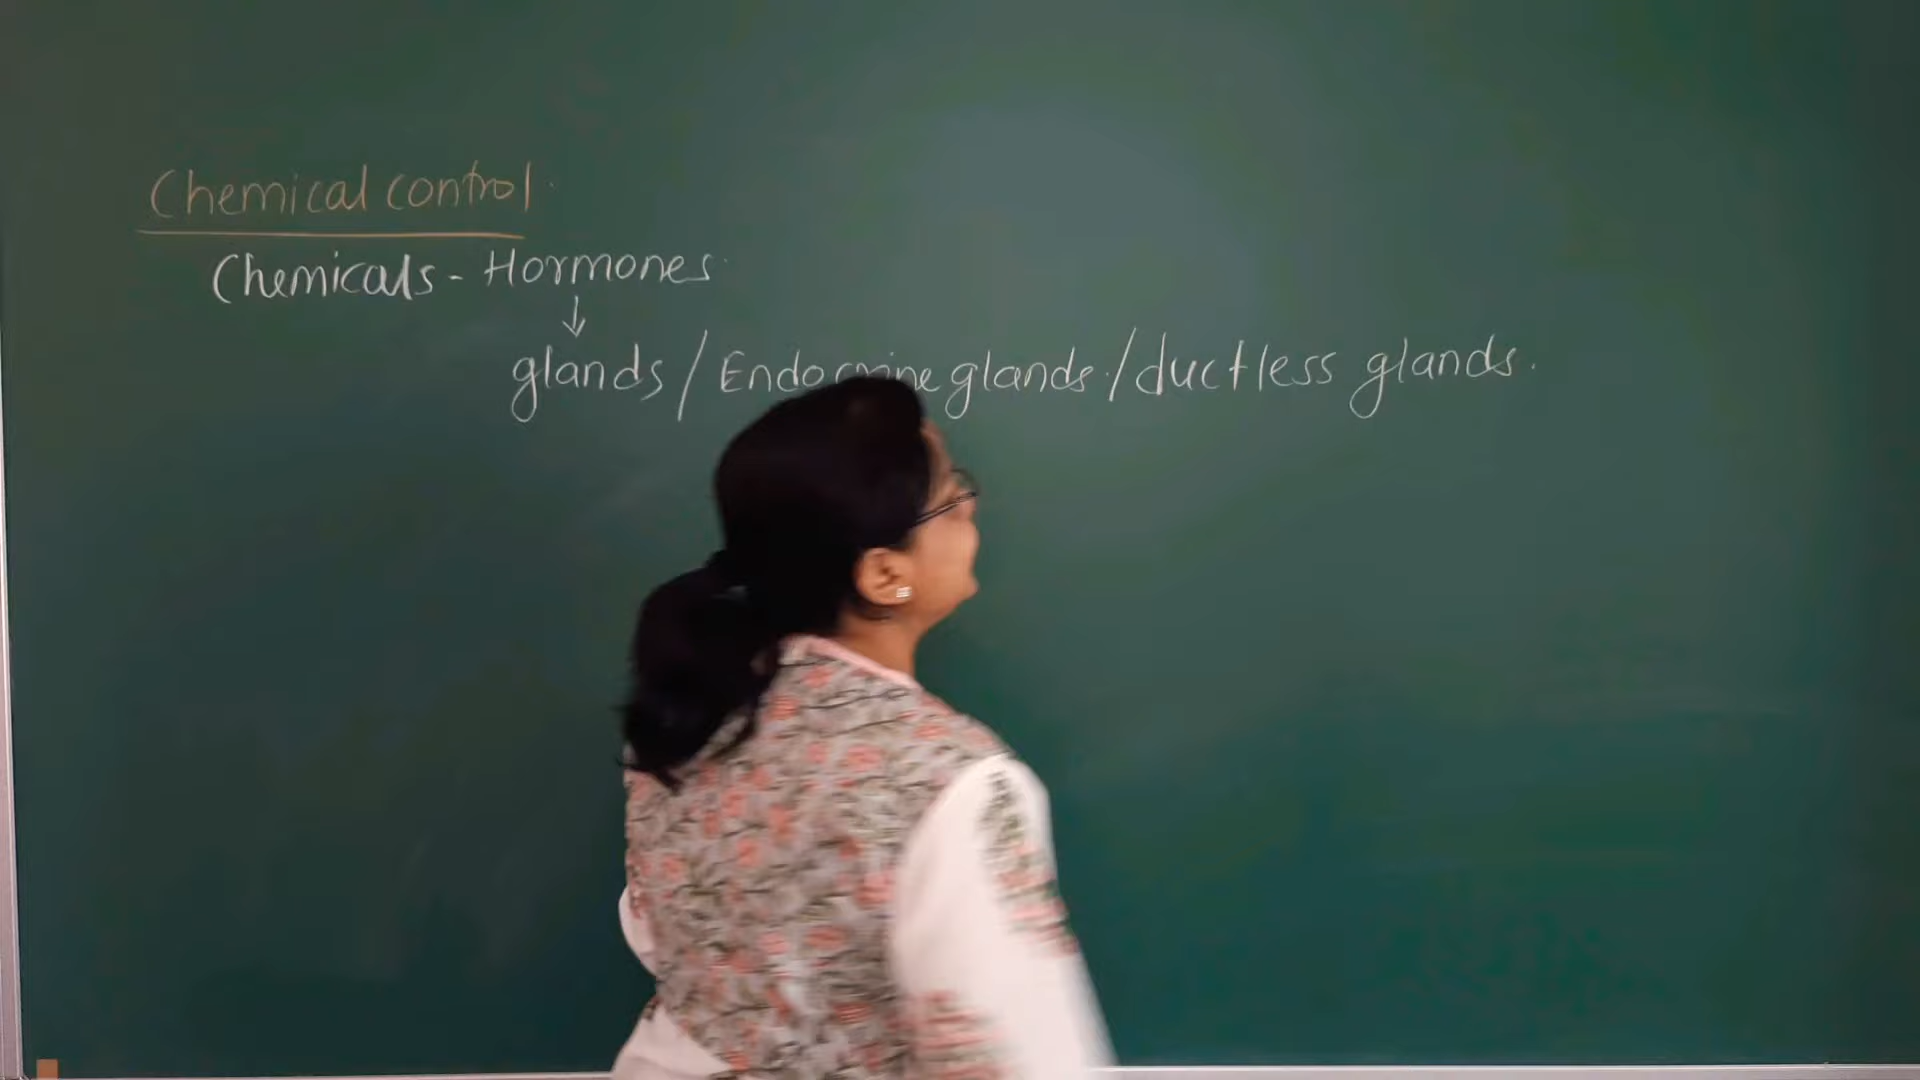 Chemical control.
Chemicals - Hormones.
↓
glands / Endocrine glands. / ductless glands.